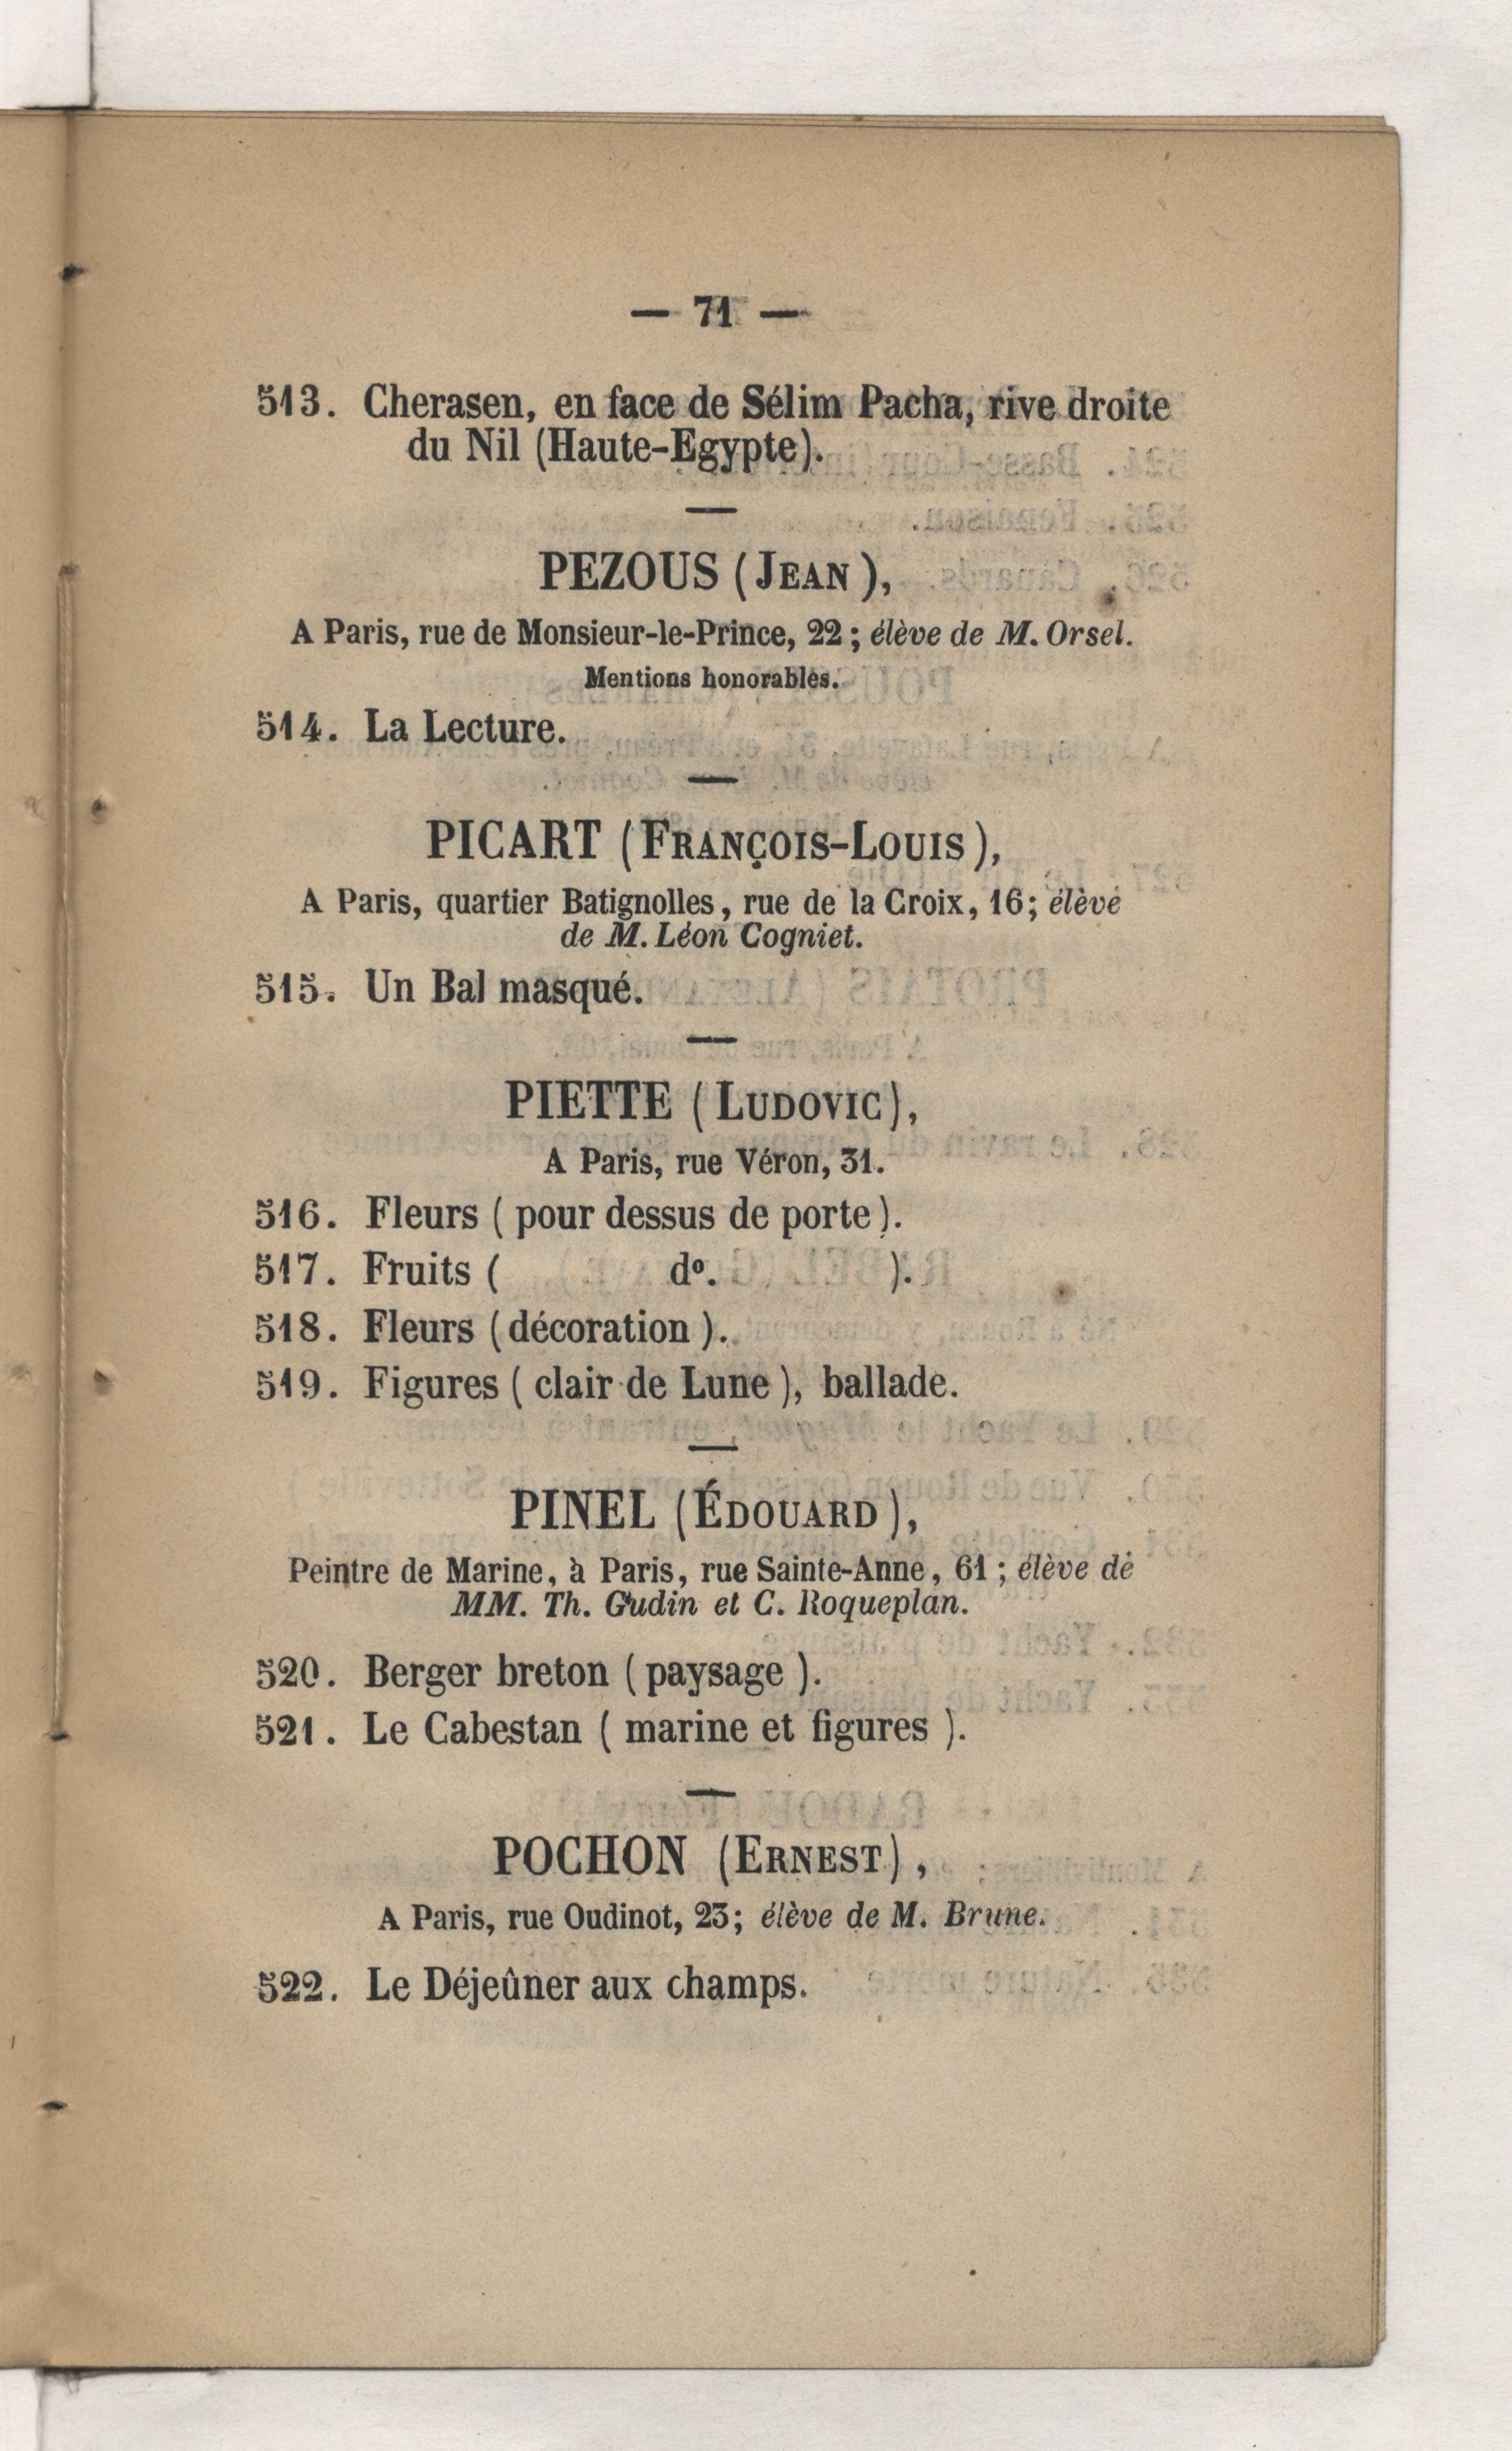 — 71 —
513. Cherasen, en face de Sélim Pacha, rive droite
du Nil (Haute-Egypte).
PEZOUS (JEAN),
A Paris, rue de Monsieur-le-Prince, 22; élève de M. Orsel.
Mentions honorables.
514. La Lecture.
PICART (FRANÇOIS-LOUIS),
A Paris, quartier Batignolles, rue de la Croix, 16; élève
de M. Léon Cogniet.
515. Un Bal masqué.
PIETTE (LUDOVIC),
A Paris, rue Véron, 31.
516. Fleurs (pour dessus de porte).
517. Fruits ( dº. ).
518. Fleurs (décoration).
519. Figures (clair de Lune), ballade.
PINEL (ÉDOUARD),
Peintre de Marine, à Paris, rue Sainte-Anne, 61; élève de
MM. Th. Gudin et C. Roqueplan.
520. Berger breton (paysage).
521. Le Cabestan (marine et figures).
POCHON (ERNEST),
A Paris, rue Oudinot, 23; élève de M. Brune.
522. Le Déjeûner aux champs.